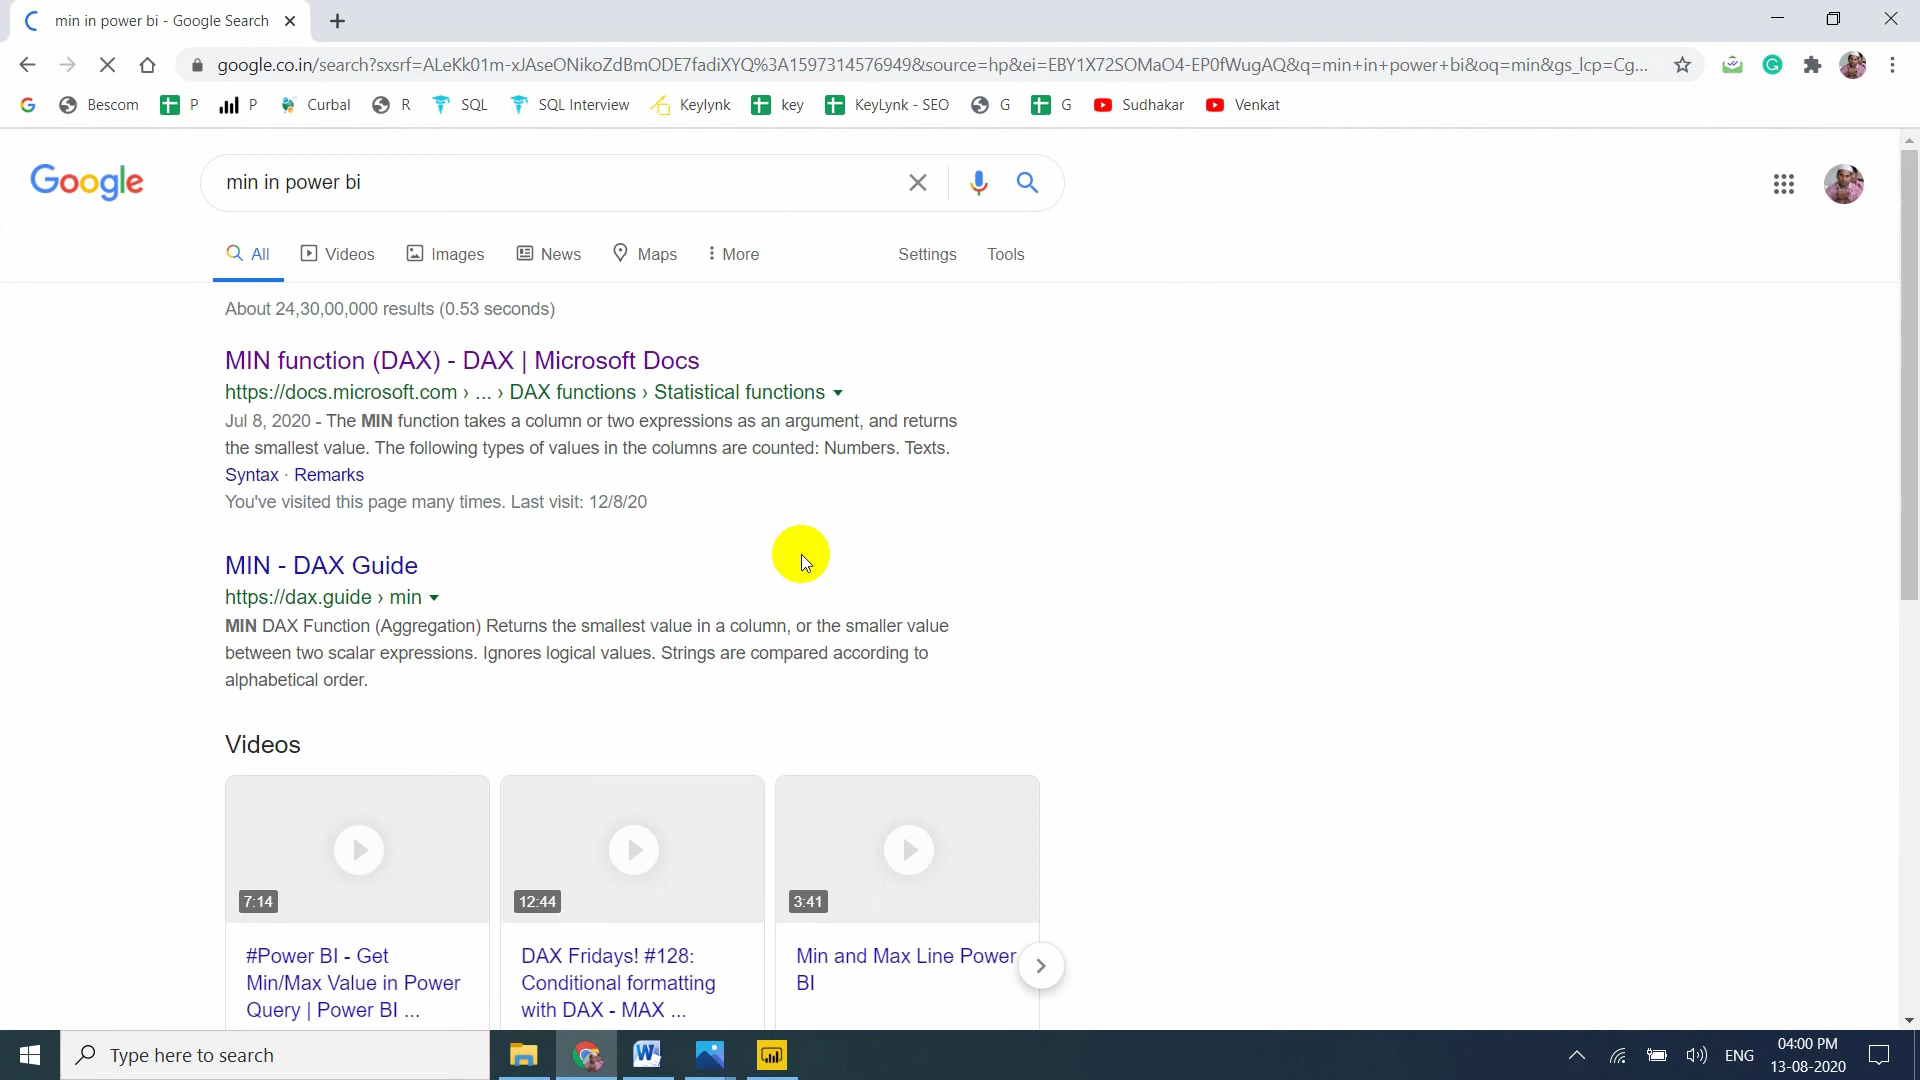 min in power bi - Google Search
google.co.in/search?sxsrf=ALeKk01m-xJAseONikoZdBmODE7fadiXYQ%3A1597314576949&source=hp&ei=EBY1X72SOMaO4-EP0fWugAQ&q=min+in+power+bi&oq=min&gs_lcp=Cg...
Bescom P P Curbal R SQL SQL Interview Keylynk key KeyLynk - SEO G G Sudhakar Venkat
Google
min in power bi
All Videos Images News Maps More Settings Tools
About 24,30,00,000 results (0.53 seconds)
MIN function (DAX) - DAX | Microsoft Docs
https://docs.microsoft.com › ... › DAX functions › Statistical functions
Jul 8, 2020 - The MIN function takes a column or two expressions as an argument, and returns
the smallest value. The following types of values in the columns are counted: Numbers. Texts.
Syntax · Remarks
You've visited this page many times. Last visit: 12/8/20
MIN - DAX Guide
https://dax.guide › min
MIN DAX Function (Aggregation) Returns the smallest value in a column, or the smaller value
between two scalar expressions. Ignores logical values. Strings are compared according to
alphabetical order.
Videos
7:14 12:44 3:41
#Power BI - Get
Min/Max Value in Power
Query | Power BI ...
DAX Fridays! #128:
Conditional formatting
with DAX - MAX ...
Min and Max Line Power
BI
Type here to search
ENG
04:00 PM
13-08-2020